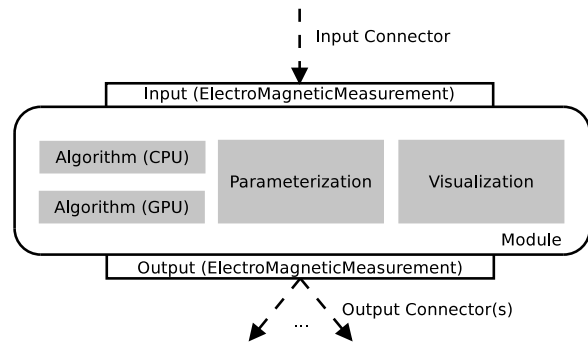 Input Connector
Input (ElectroMagneticMeasurement)
Algorithm (CPU)
Algorithm (GPU)
Parameterization
Visualization
Module
Output (ElectroMagneticMeasurement)
Output Connector(s)
...